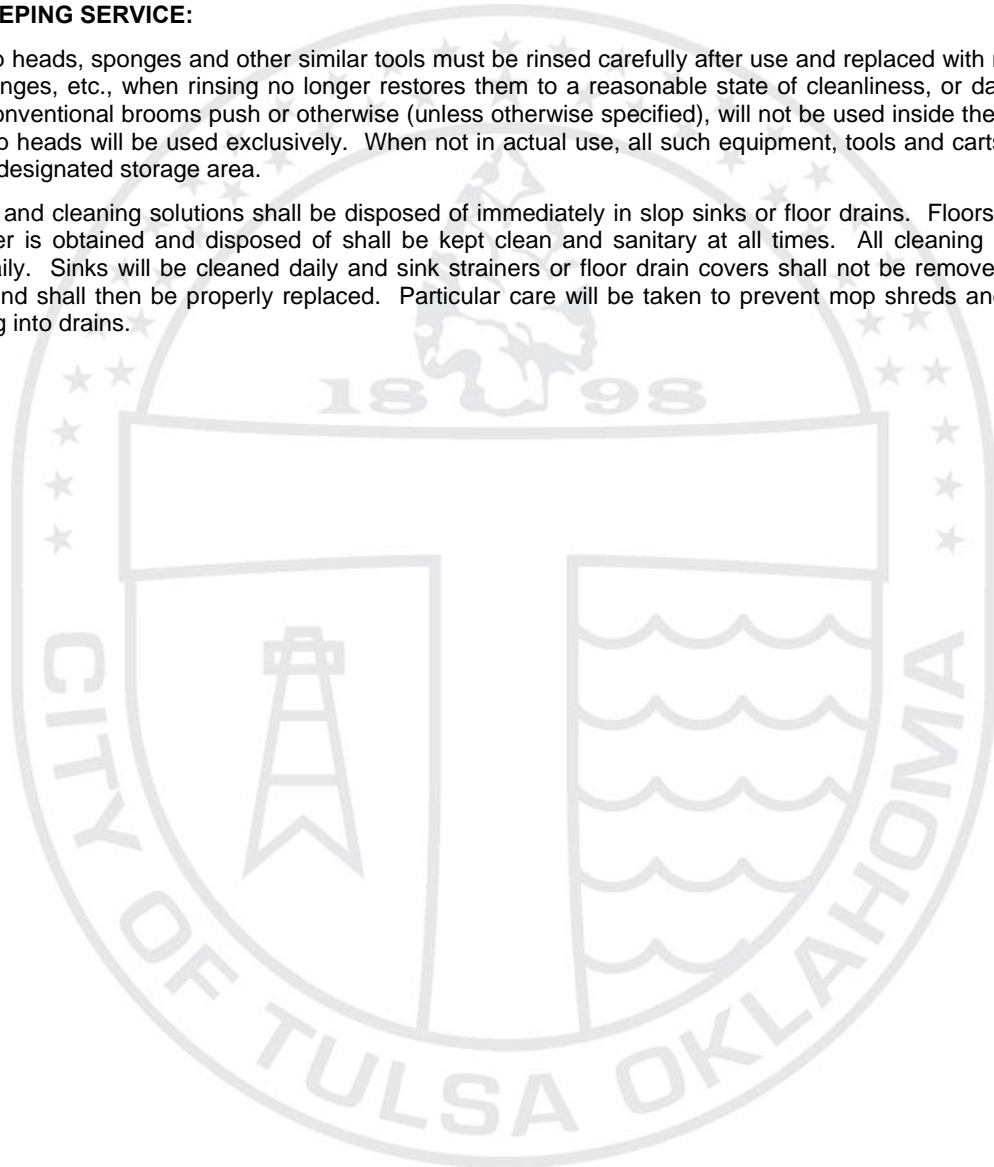 EPING SERVICE:
heads, sponges and other similar tools must be rinsed carefully after use and replaced with
nges, etc., when rinsing no longer restores them to a reasonable state of cleanliness, or da
onventional brooms push or otherwise (unless otherwise specified), will not be used inside the
o heads will be used exclusively. When not in actual use, all such equipment, tools and carts
designated storage area.
and cleaning solutions shall be disposed of immediately in slop sinks or floor drains. Floors
er is obtained and disposed of shall be kept clean and sanitary at all times. All cleaning
aily. Sinks will be cleaned daily and sink strainers or floor drain covers shall not be remove
nd shall then be properly replaced. Particular care will be taken to prevent mop shreds and
g into drains.
1898
CITY OF TULSA OKLAHOMA